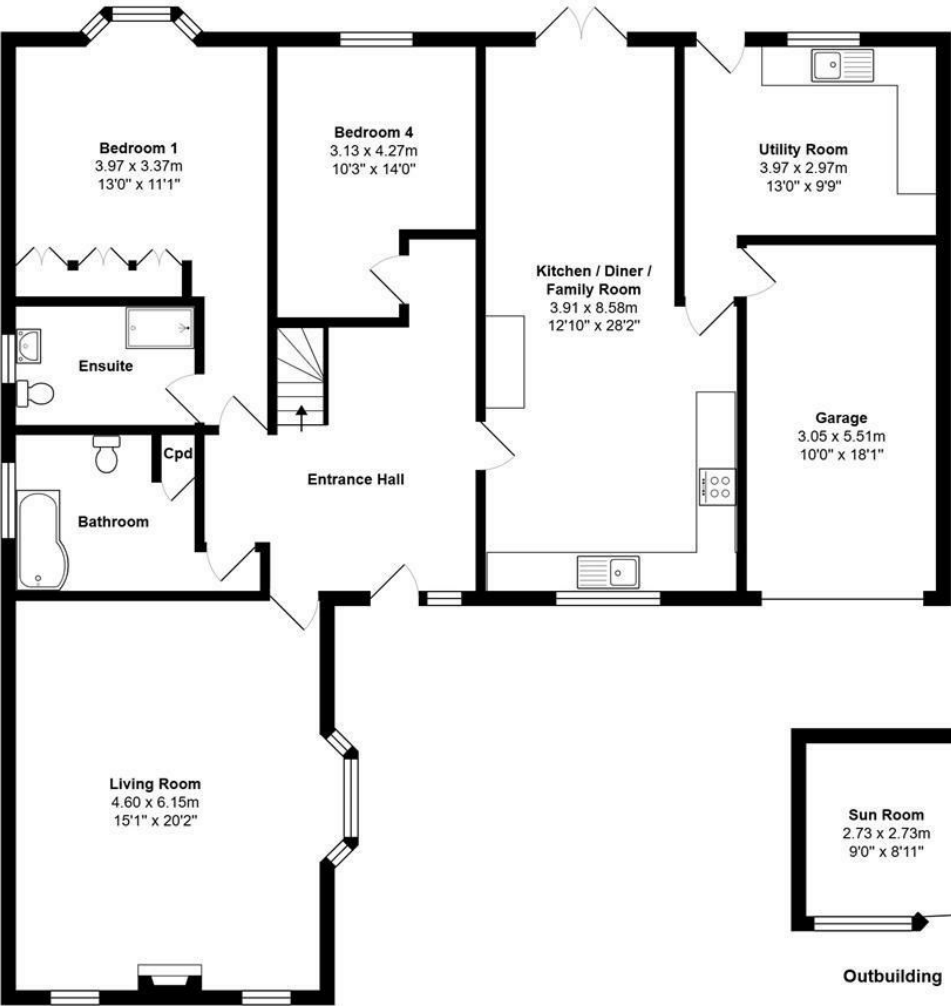 Bedroom 1
3.97 x 3.37m
13'0" x 11'1"
Bedroom 4
3.13 x 4.27m
10'3" x 14'0"
Utility Room
3.97 x 2.97m
13'0" x 9'9"
Kitchen / Diner /
Family Room
3.91 x 8.58m
12'10" x 28'2"
Ensuite
Garage
3.05 x 5.51m
10'0" x 18'1"
Cpd
Entrance Hall
Bathroom
Living Room
4.60 x 6.15m
15'1" x 20'2"
Sun Room
2.73 x 2.73m
9'0" x 8'11"
Outbuilding